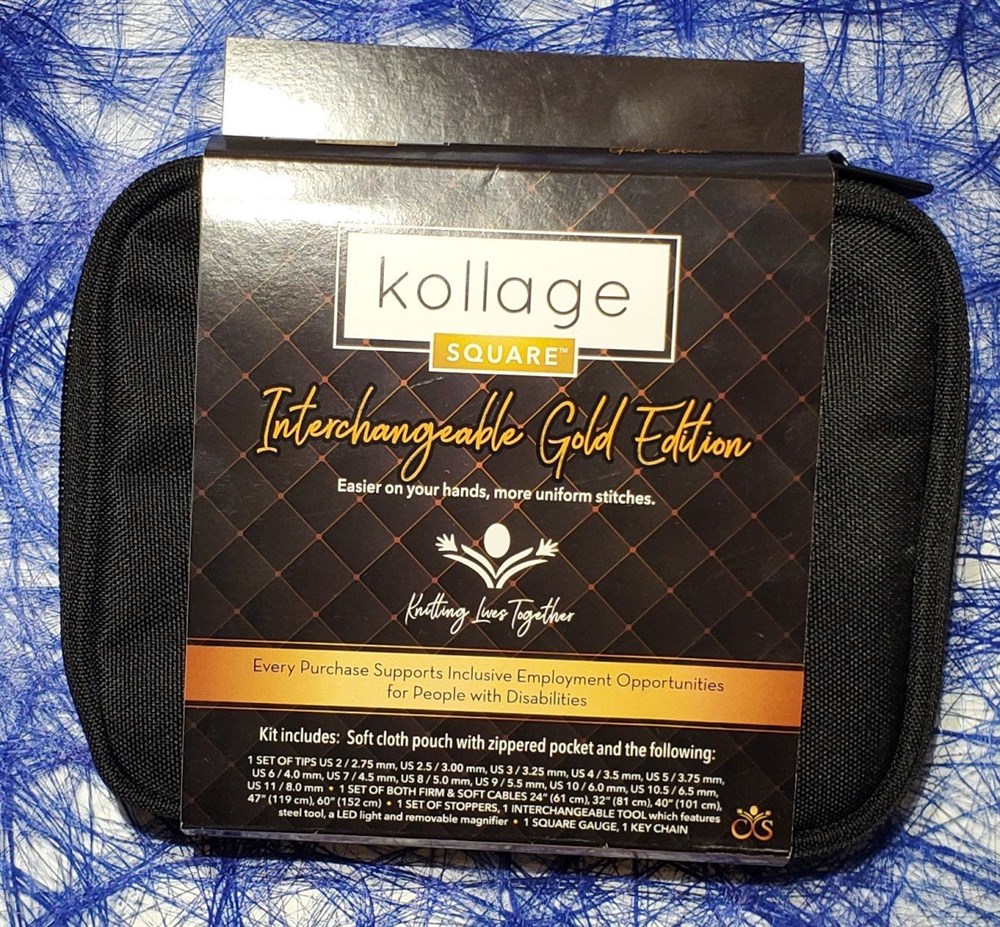 Gold Edition
kollage
SQUARE™
Interchangeable Gold Edition
Easier on your hands, more uniform stitches.
Knitting Lives Together
Every Purchase Supports Inclusive Employment Opportunities
for People with Disabilities
Kit includes: Soft cloth pouch with zippered pocket and the following:
1 SET OF TIPS US 2 / 2.75 mm, US 2.5 / 3.00 mm, US 3 / 3.25 mm, US 4 / 3.5 mm, US 5 / 3.75 mm,
US 6 / 4.0 mm, US 7 / 4.5 mm, US 8 / 5.0 mm, US 9 / 5.5 mm, US 10 / 6.0 mm, US 10.5 / 6.5 mm,
US 11 / 8.0 mm • 1 SET OF BOTH FIRM & SOFT CABLES 24" (61 cm), 32" (81 cm), 40" (101 cm),
47" (119 cm), 60" (152 cm) • 1 SET OF STOPPERS, 1 INTERCHANGEABLE TOOL which features
steel tool, a LED light and removable magnifier • 1 SQUARE GAUGE, 1 KEY CHAIN